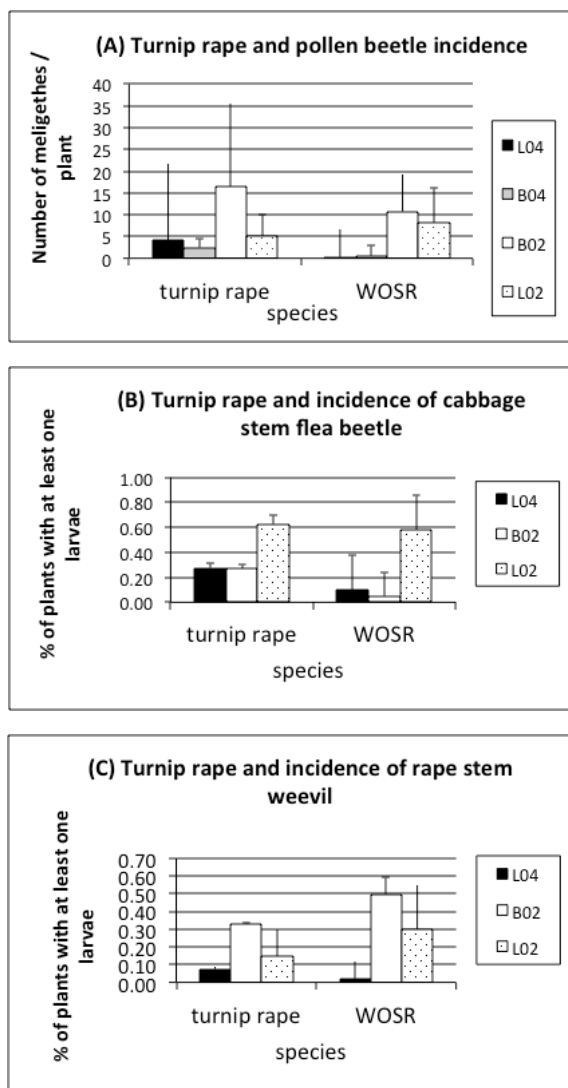 (A) Turnip rape and pollen beetle incidence
Number of meligethes /
plant
40
35
30
25
20
15
10
5
0
turnip rape
WOSR
species
L04
B04
B02
L02
(B) Turnip rape and incidence of cabbage
stem flea beetle
% of plants with at least one
larvae
1.00
0.80
0.60
0.40
0.20
0.00
turnip rape
WOSR
species
L04
B02
L02
(C) Turnip rape and incidence of rape stem
weevil
% of plants with at least one
larvae
0.70
0.60
0.50
0.40
0.30
0.20
0.10
0.00
turnip rape
WOSR
species
L04
B02
L02